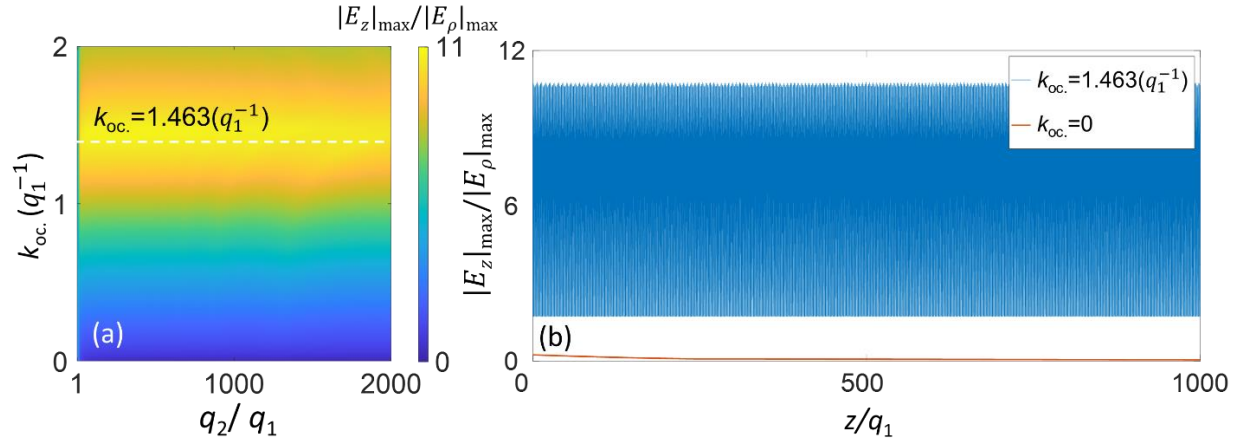 |E_z|_max/|E_ρ|_max
2
1
0
k_oc. (q_1^{-1})
k_oc.=1.463(q_1^{-1})
(a)
1
1000
2000
q_2/ q_1
11
0
12
6
0
|E_z|_max/|E_ρ|_max
k_oc.=1.463(q_1^{-1})
k_oc.=0
(b)
0
500
1000
z/q_1